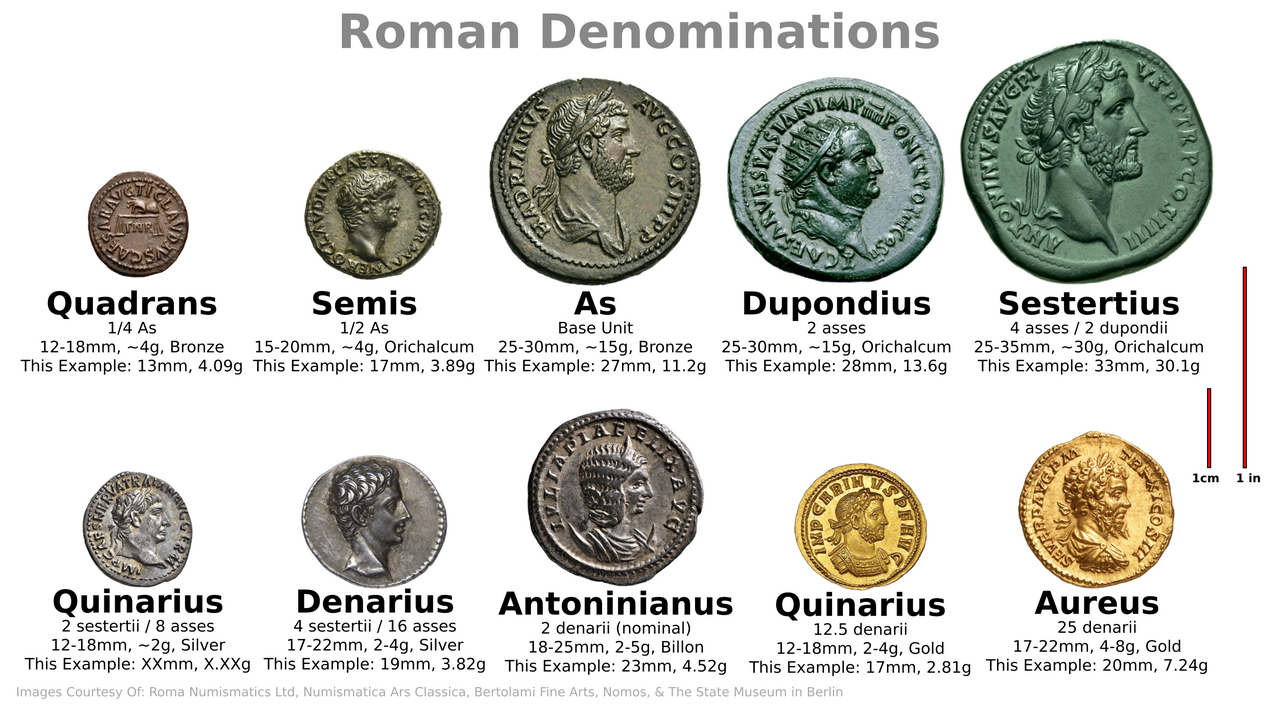 Roman Denominations
Quadrans
1/4 As
12-18mm, ~4g, Bronze
This Example: 13mm, 4.09g
Semis
1/2 As
15-20mm, ~4g, Orichalcum
This Example: 17mm, 3.89g
As
Base Unit
25-30mm, ~15g, Bronze
This Example: 27mm, 11.2g
Dupondius
2 asses
25-30mm, ~15g, Orichalcum
This Example: 28mm, 13.6g
Sestertius
4 asses / 2 dupondii
25-35mm, ~30g, Orichalcum
This Example: 33mm, 30.1g
1cm
1 in
Quinarius
2 sestertii / 8 asses
12-18mm, ~2g, Silver
This Example: XXmm, X.XXg
Denarius
4 sestertii / 16 asses
17-22mm, 2-4g, Silver
This Example: 19mm, 3.82g
Antoninianus
2 denarii (nominal)
18-25mm, 2-5g, Billon
This Example: 23mm, 4.52g
Quinarius
12.5 denarii
12-18mm, 2-4g, Gold
This Example: 17mm, 2.81g
Aureus
25 denarii
17-22mm, 4-8g, Gold
This Example: 20mm, 7.24g
Images Courtesy Of: Roma Numismatics Ltd, Numismatica Ars Classica, Bertolami Fine Arts, Nomos, & The State Museum in Berlin